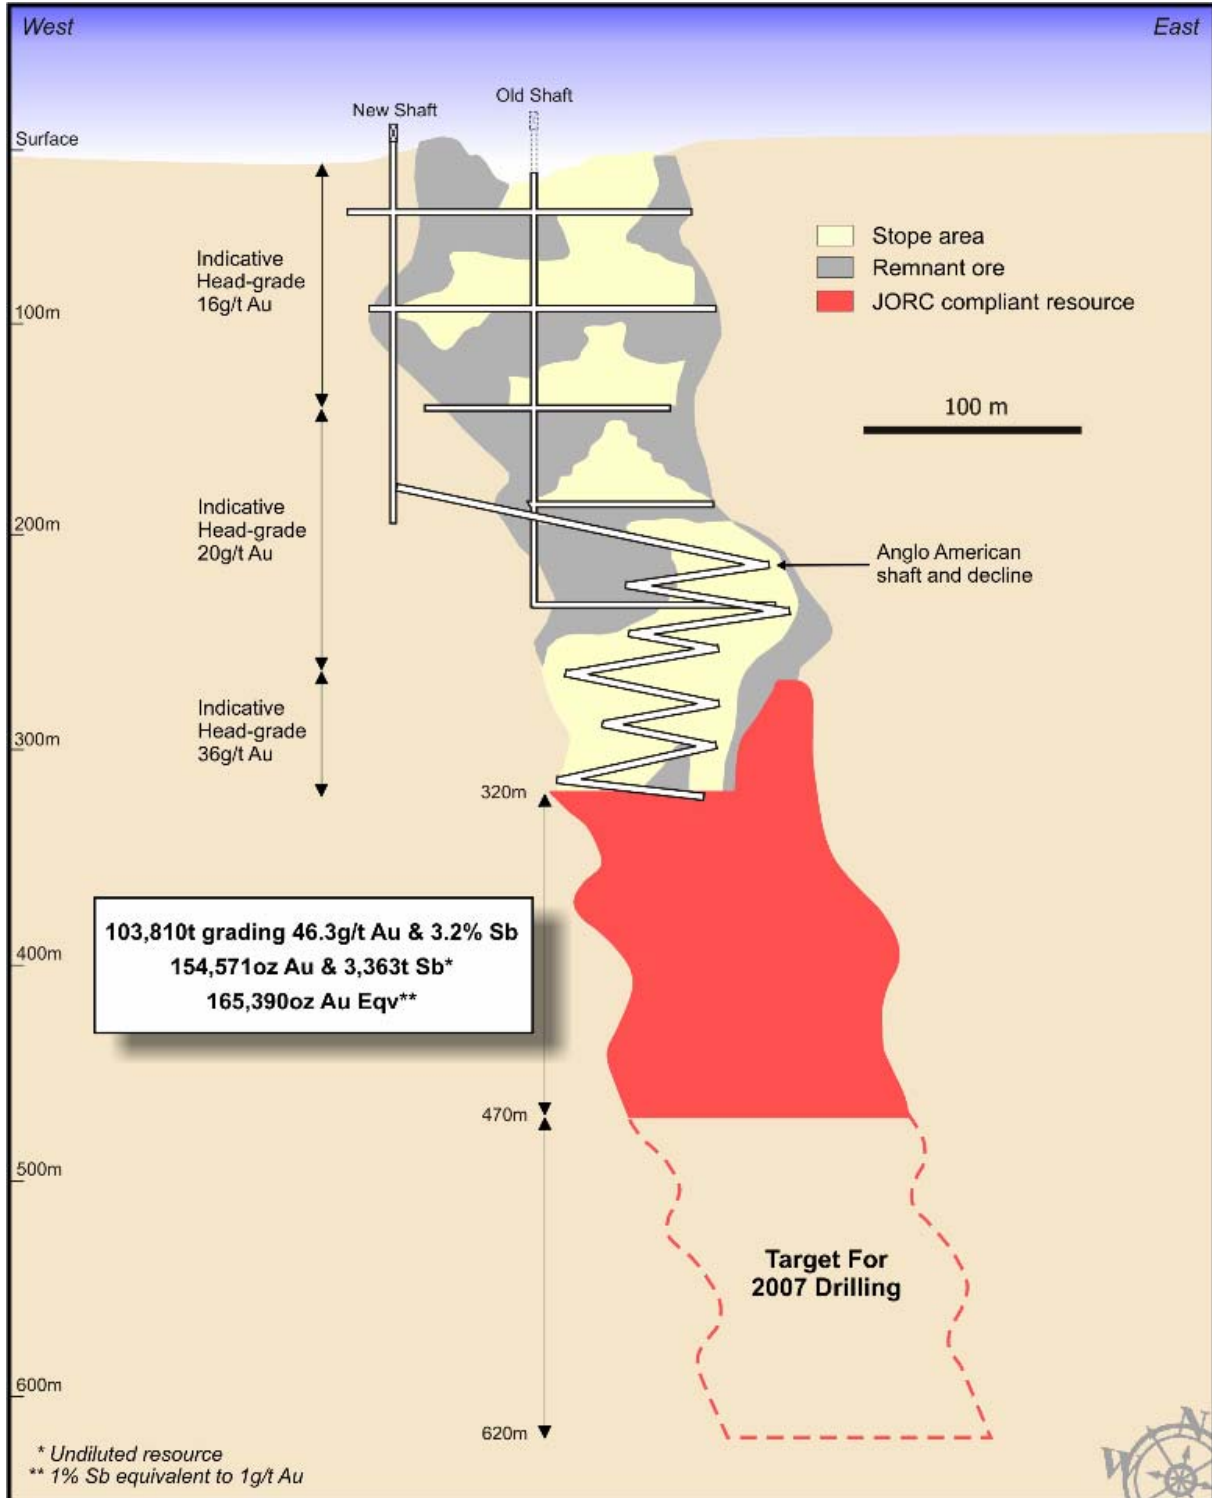 West
East
New Shaft
Old Shaft
Surface
Indicative
Head-grade
16g/t Au
Stope area
Remnant ore
JORC compliant resource
100m
100 m
Indicative
Head-grade
20g/t Au
200m
Anglo American
shaft and decline
Indicative
Head-grade
36g/t Au
300m
320m
103,810t grading 46.3g/t Au & 3.2% Sb
154,571oz Au & 3,363t Sb*
165,390oz Au Eqv**
400m
470m
500m
Target For
2007 Drilling
600m
620m
* Undiluted resource
** 1% Sb equivalent to 1g/t Au
N
W